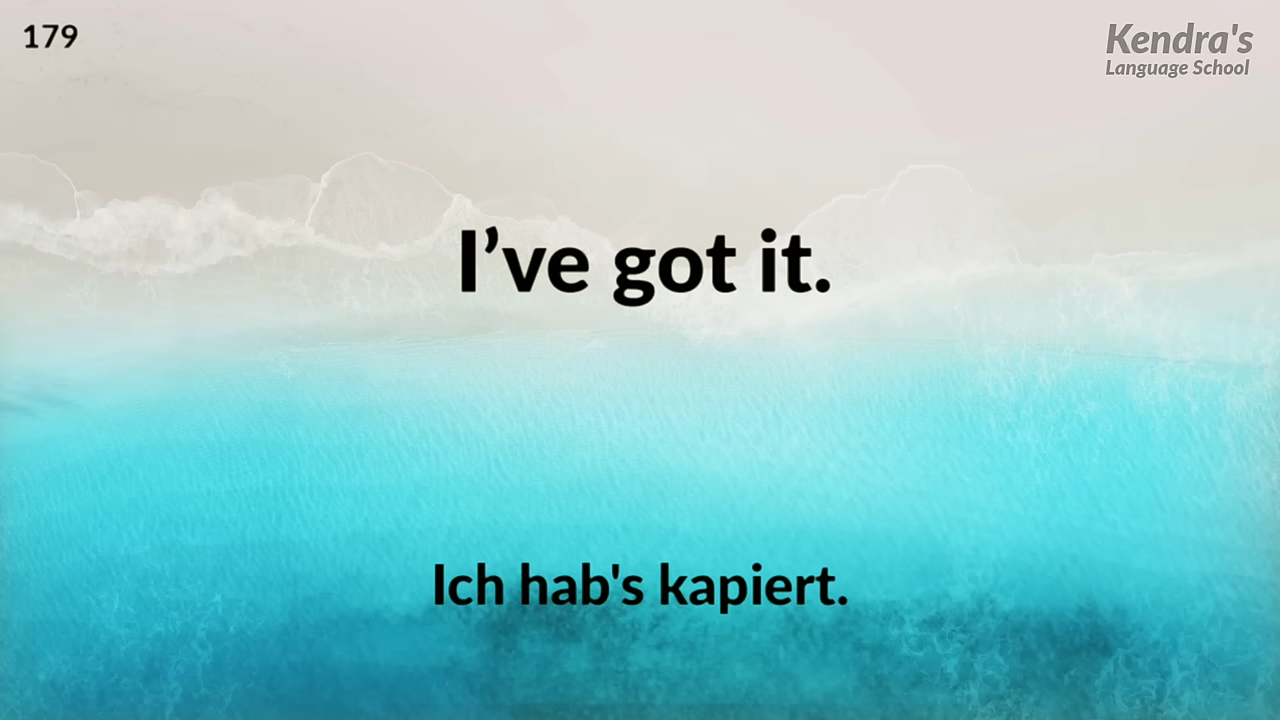 179
Kendra's
Language School
I’ve got it.
Ich hab's kapiert.